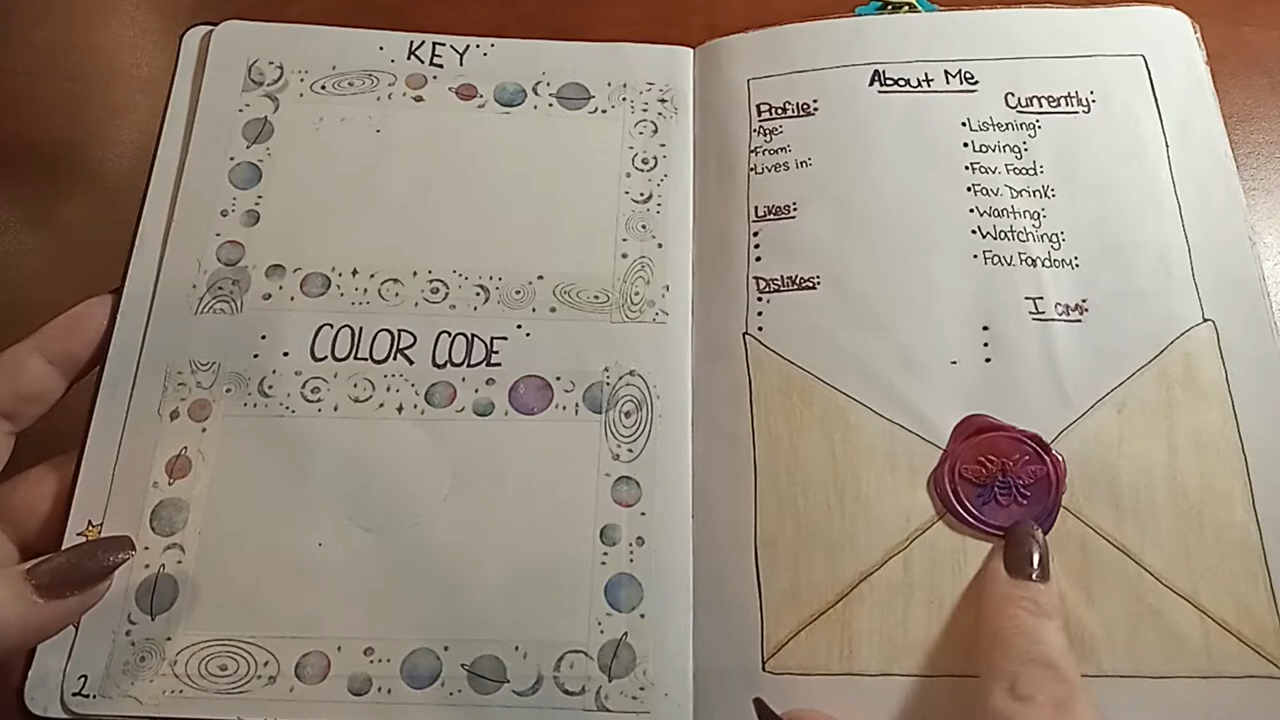 KEY
COLOR CODE
2.
About Me
Profile:
•Age:
•From:
•Lives in:
Likes:
Dislikes:
Currently:
•Listening:
•Loving:
•Fav. Food:
•Fav. Drink:
•Wanting:
•Watching:
•Fav. Fandom:
I am: